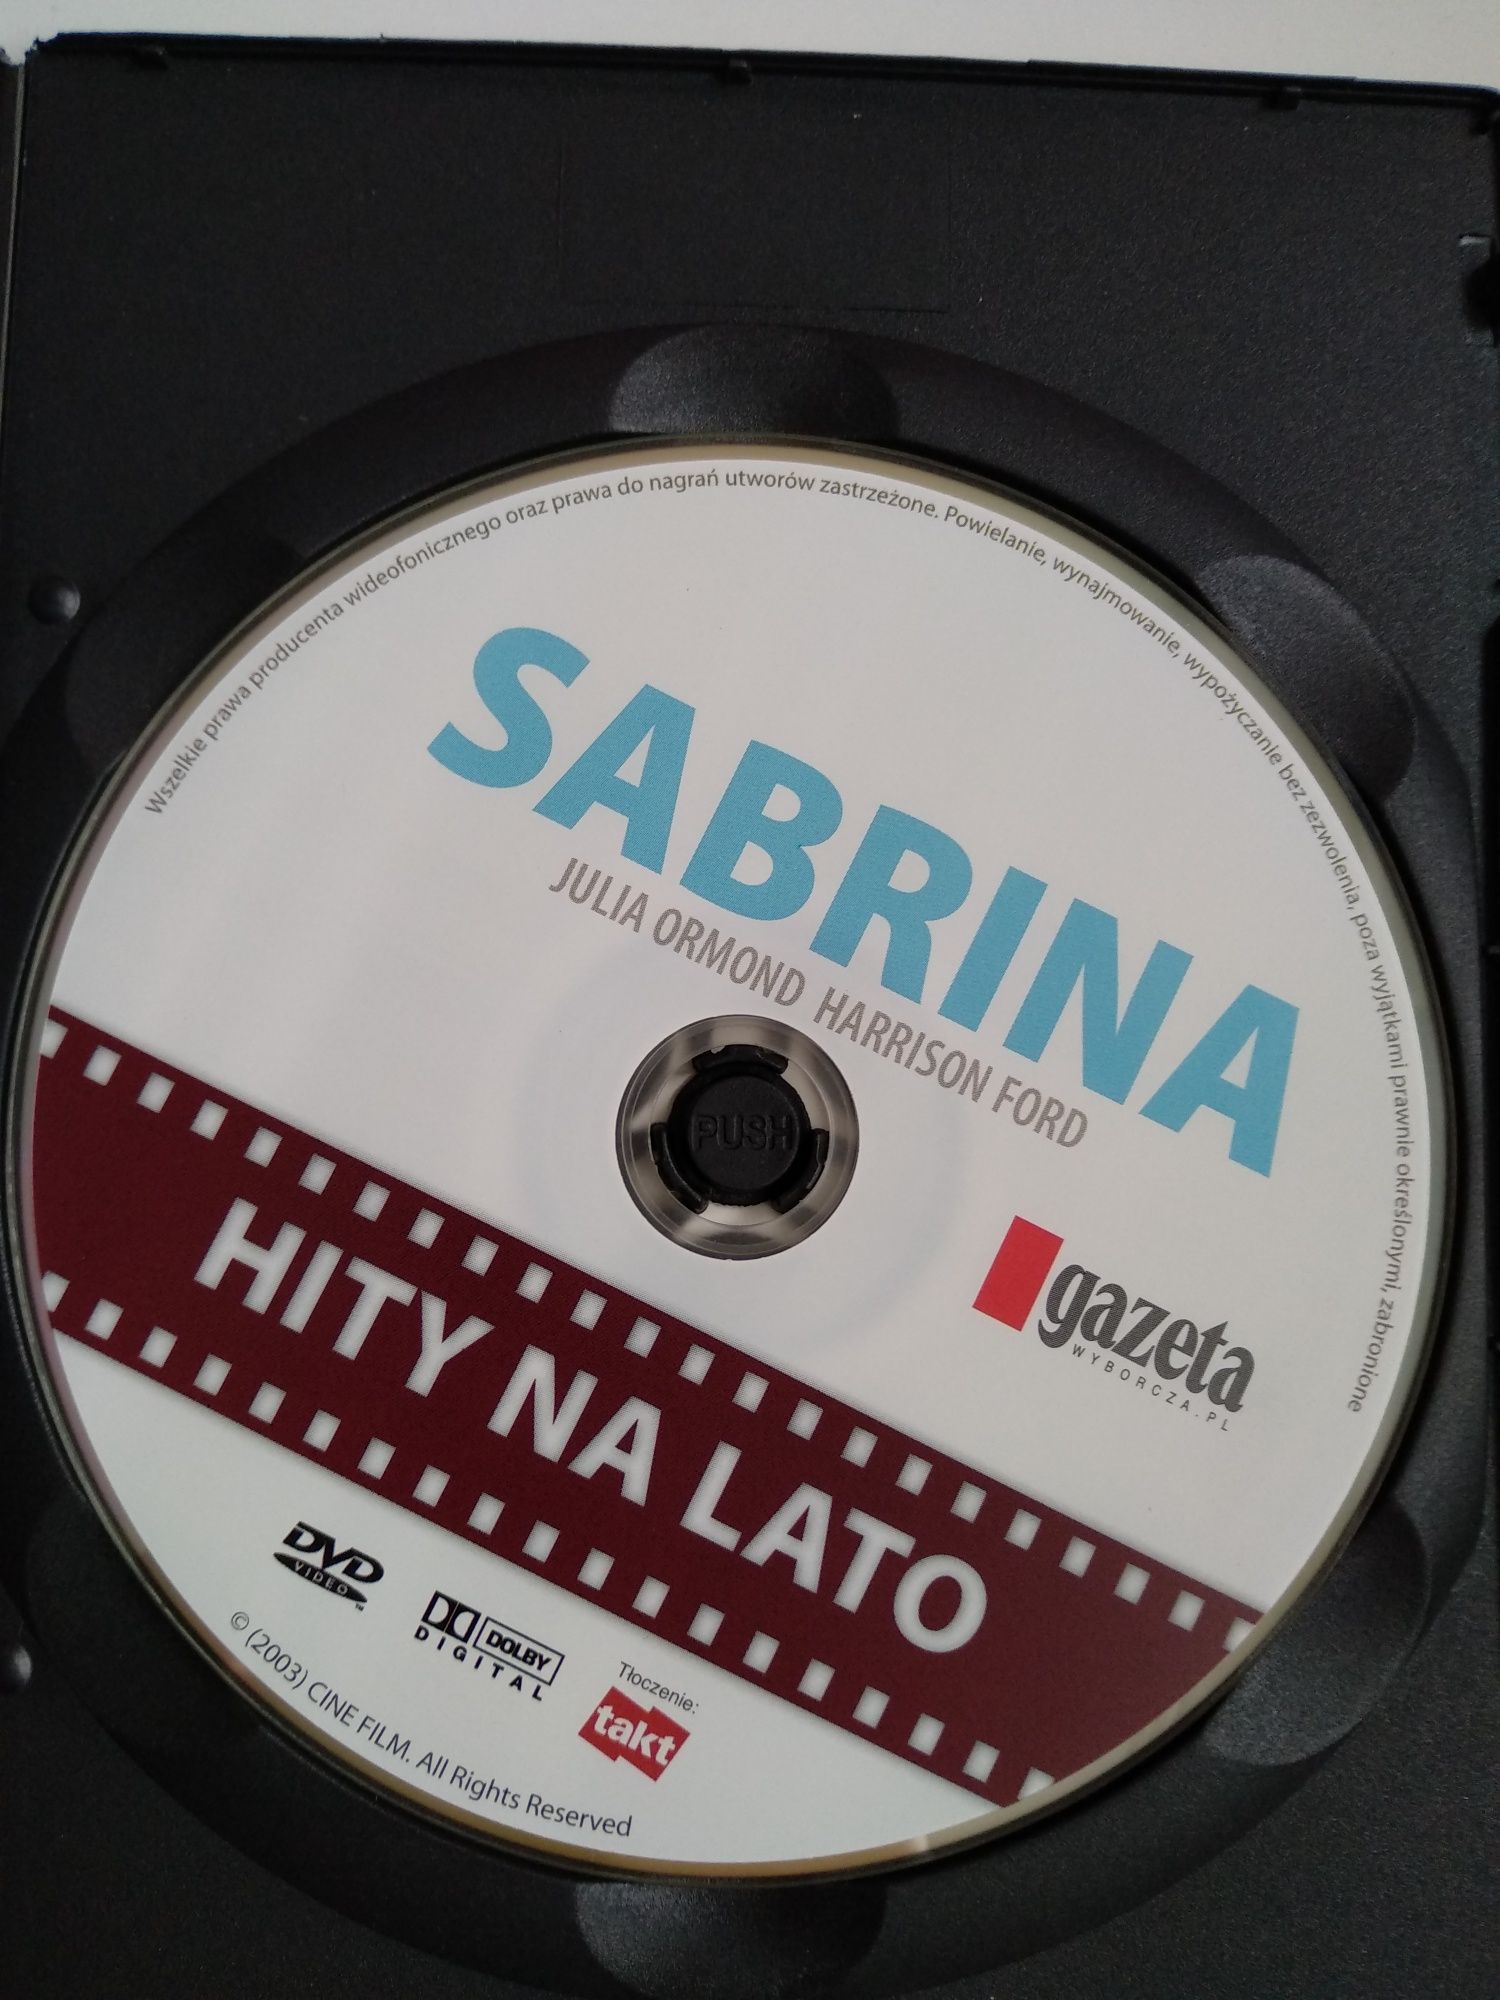 Wszelkie prawa producenta wideofonicznego oraz prawa do nagrań utworów zastrzeżone. Powielanie, wynajmowanie, wypożyczanie bez zezwolenia, poza wyjątkami prawnie określonymi, zabronione
SABRINA
JULIA ORMOND HARRISON FORD
PUSH
gazeta
WYBORCZA.PL
HITY NA LATO
DVD
VIDEO
TM
DOLBY
DIGITAL
Tłoczenie:
takt
© (2003) CINE FILM. All Rights Reserved